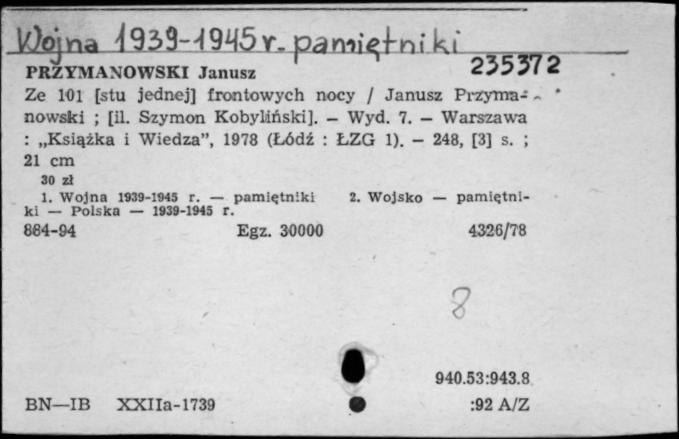 Wojna 1939-1945 r. pamiętniki
235372
PRZYMANOWSKI Janusz
Ze 101 [stu jednej] frontowych nocy / Janusz Przyma-
nowski ; [il. Szymon Kobyliński]. — Wyd. 7. — Warszawa
: „Książka i Wiedza”, 1978 (Łódź : ŁZG 1). — 248, [3] s. ;
21 cm
30 zł
1. Wojna 1939-1945 r. — pamiętniki 2. Wojsko — pamiętni-
ki — Polska — 1939-1945 r.
884-94 Egz. 30000 4326/78
8
940.53:943.8
BN—IB XXIIa-1739 :92 A/Z